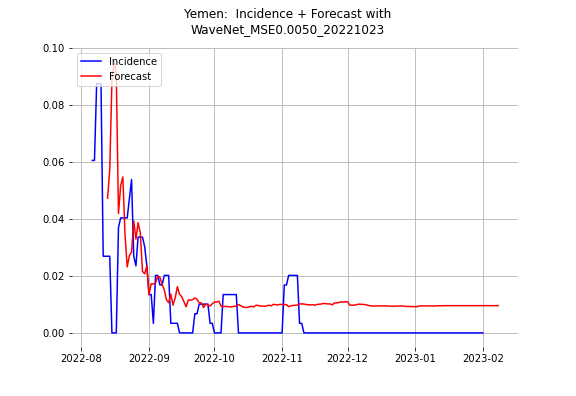 Yemen:  Incidence + Forecast with
WaveNet_MSE0.0050_20221023
0.10
0.08
0.06
0.04
0.02
0.00
Incidence
Forecast
2022-08 2022-09 2022-10 2022-11 2022-12 2023-01 2023-02